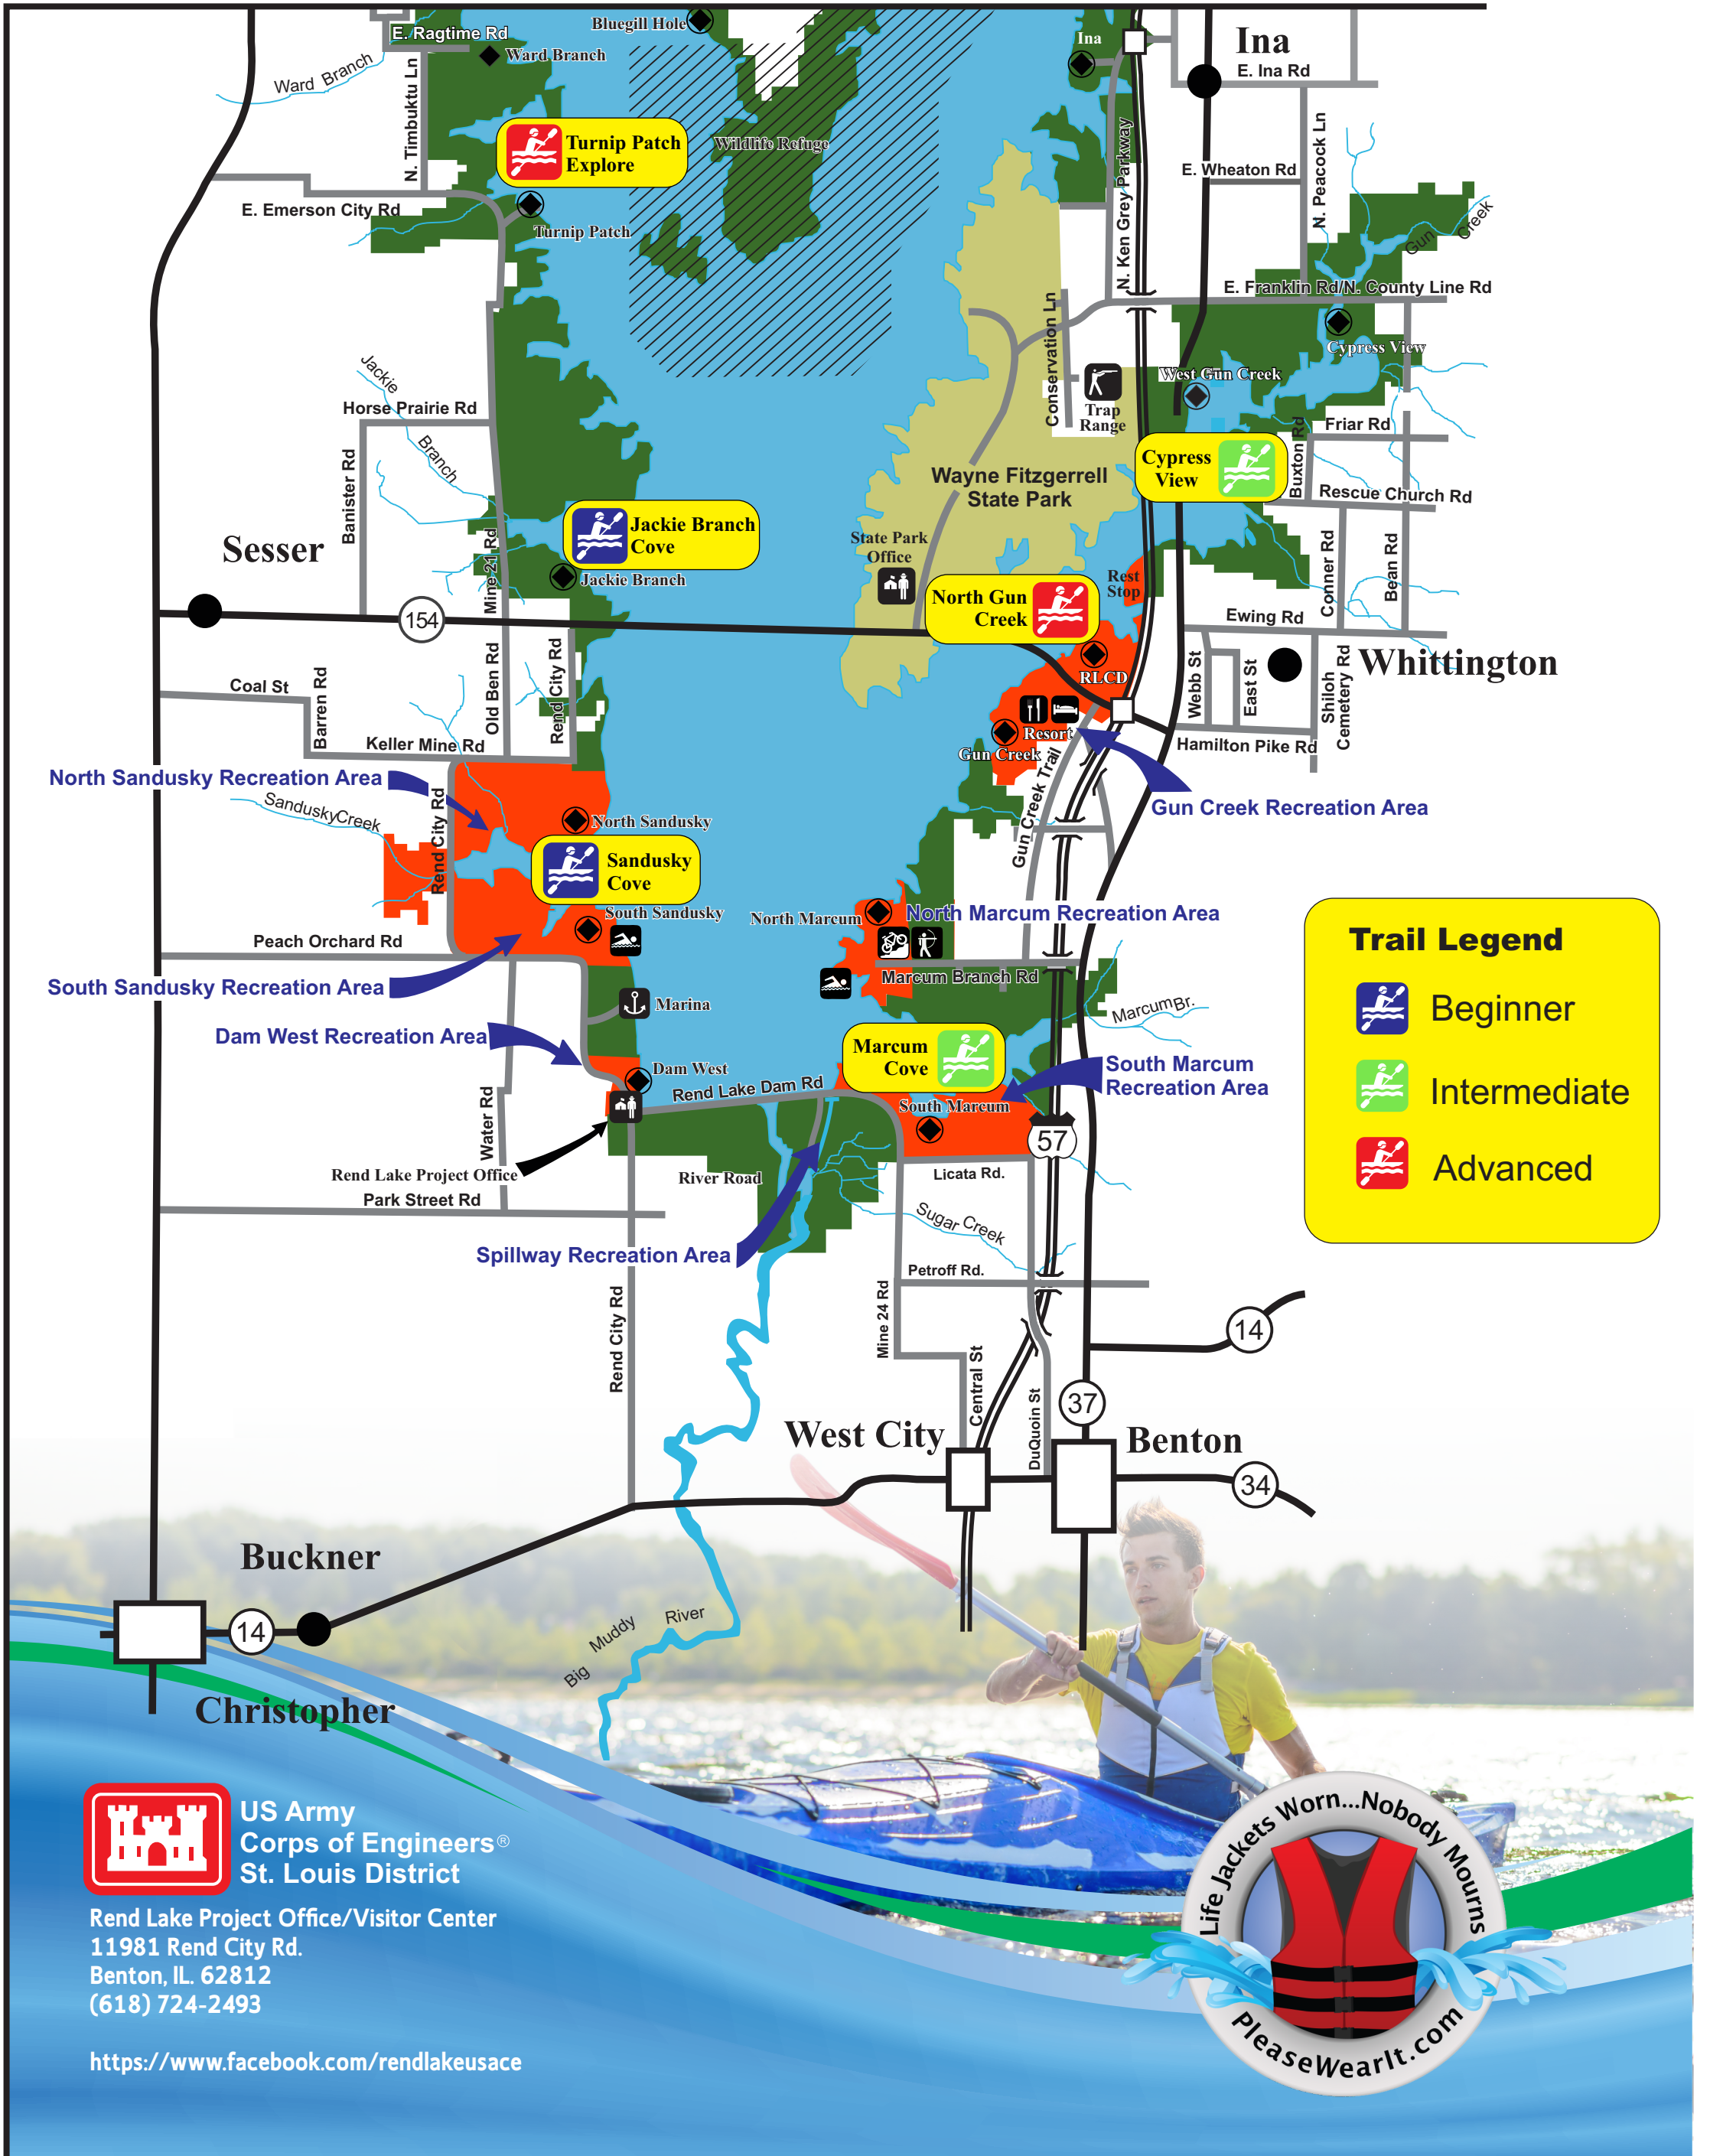 Bluegill Hole
E. Ragtime Rd
Ward Branch
Ward Branch
N. Timbuktu Ln
Ina
Ina
E. Ina Rd
Turnip Patch
Explore
Wildlife Refuge
N. Ken Grey Parkway
E. Wheaton Rd
N. Peacock Ln
E. Emerson City Rd
Turnip Patch
Gun Creek
E. Franklin Rd/N. County Line Rd
Conservation Ln
Cypress View
Jackie Branch
Trap
Range
West Gun Creek
Horse Prairie Rd
Banister Rd
Friar Rd
Buxton Rd
Cypress
View
Rescue Church Rd
Wayne Fitzgerrell
State Park
Jackie Branch
Cove
Sesser
Mine 21 Rd
State Park
Office
Jackie Branch
Rest
Stop
Conner Rd
Bean Rd
North Gun
Creek
154
Ewing Rd
Whittington
Coal St
Barren Rd
Old Ben Rd
Rend City Rd
RLCD
Webb St
East St
Shiloh
Cemetery Rd
Keller Mine Rd
Resort
Gun Creek
Hamilton Pike Rd
North Sandusky Recreation Area
Gun Creek Trail
Gun Creek Recreation Area
Sandusky Creek
Rend City Rd
North Sandusky
Sandusky
Cove
South Sandusky
North Marcum
North Marcum Recreation Area
Peach Orchard Rd
Marcum Branch Rd
South Sandusky Recreation Area
Marina
Marcum Br.
Dam West Recreation Area
Marcum
Cove
Dam West
South Marcum
Recreation Area
Rend Lake Dam Rd
South Marcum
Water Rd
57
Rend Lake Project Office
River Road
Licata Rd.
Park Street Rd
Sugar Creek
Spillway Recreation Area
Petroff Rd.
Rend City Rd
Mine 24 Rd
14
Central St
DuQuoin St
37
West City
Benton
34
Buckner
14
Big Muddy River
Christopher
Trail Legend
Beginner
Intermediate
Advanced
US Army
Corps of Engineers®
St. Louis District
Rend Lake Project Office/Visitor Center
11981 Rend City Rd.
Benton, IL. 62812
(618) 724-2493
https://www.facebook.com/rendlakeusace
Life Jackets Worn...Nobody Mourns
PleaseWearIt.com